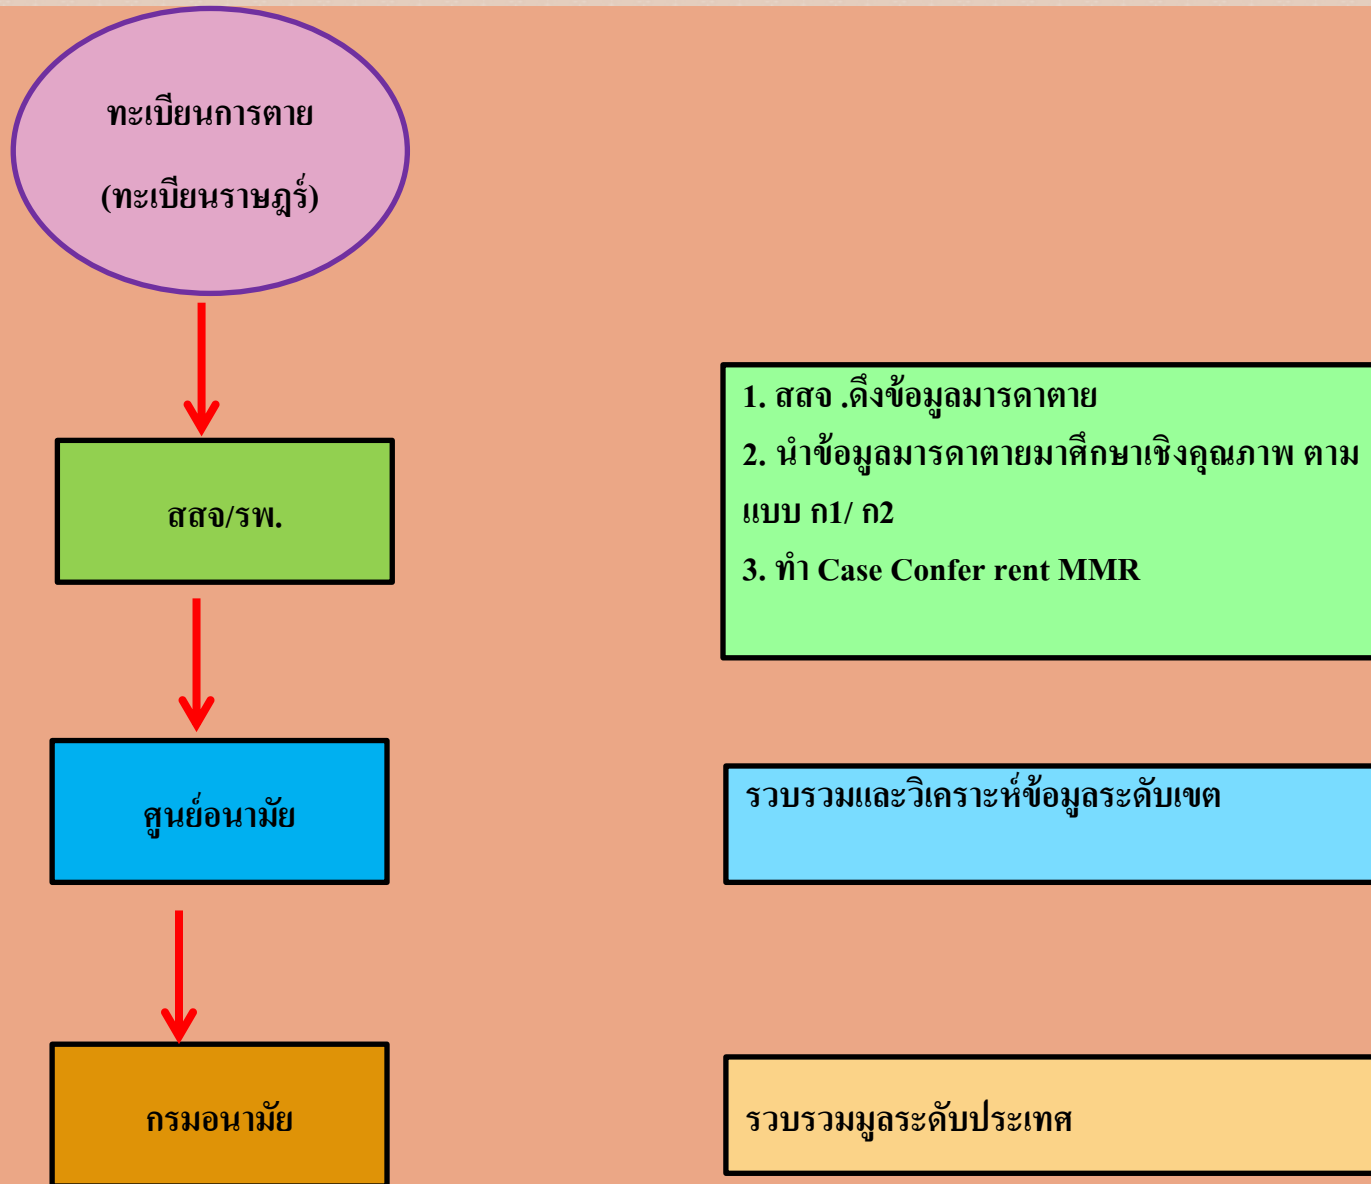 ทะเบียนการตาย
(ทะเบียนราษฎร์)
สสจ/รพ.
1. สสจ .ดึงข้อมูลมารดาตาย
2. นำข้อมูลมารดาตายมาศึกษาเชิงคุณภาพ ตาม
แบบ ก1/ ก2
3. ทำ Case Confer rent MMR
ศูนย์อนามัย
รวบรวมและวิเคราะห์ข้อมูลระดับเขต
กรมอนามัย
รวบรวมมูลระดับประเทศ